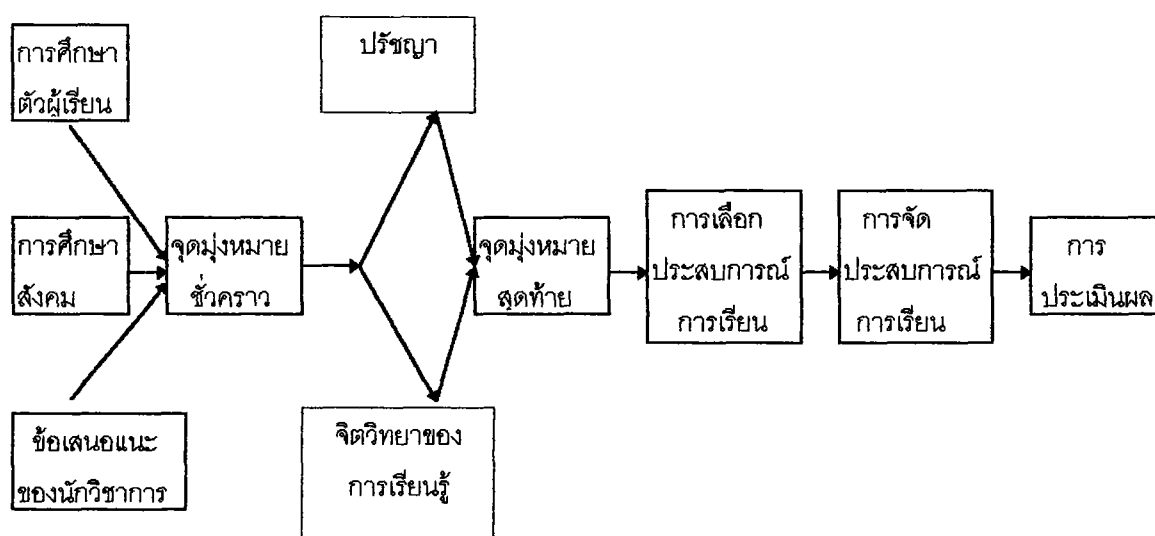 การศึกษา
ตัวผู้เรียน
ปรัชญา
การศึกษา
สังคม
จุดมุ่งหมาย
ชั่วคราว
จุดมุ่งหมาย
สุดท้าย
การเลือก
ประสบการณ์
การเรียน
การจัด
ประสบการณ์
การเรียน
การ
ประเมินผล
ข้อเสนอแนะ
ของนักวิชาการ
จิตวิทยาของ
การเรียนรู้